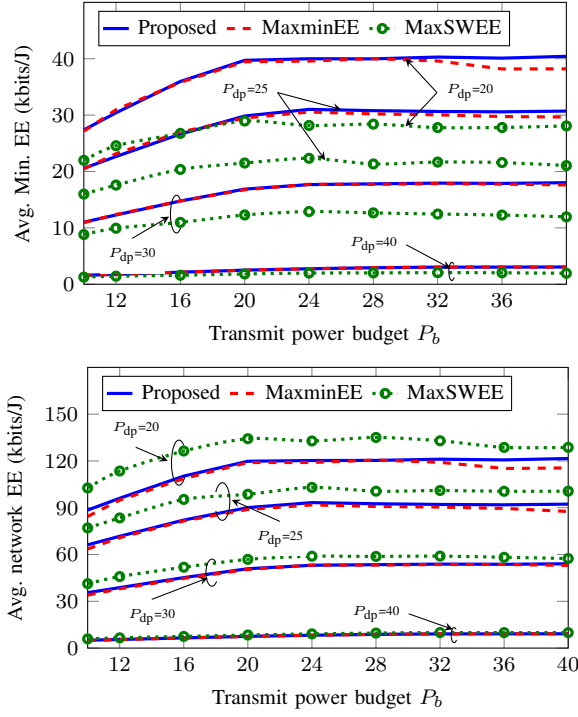 Proposed MaxminEE MaxSWEE
40
30
20
10
0
Avg. Min. EE (kbits/J)
P_dp=25
P_dp=20
P_dp=30
P_dp=40
12 16 20 24 28 32 36
Transmit power budget P_b
Proposed MaxminEE MaxSWEE
150
120
90
60
30
0
Avg. network EE (kbits/J)
P_dp=20
P_dp=25
P_dp=30
P_dp=40
12 16 20 24 28 32 36 40
Transmit power budget P_b